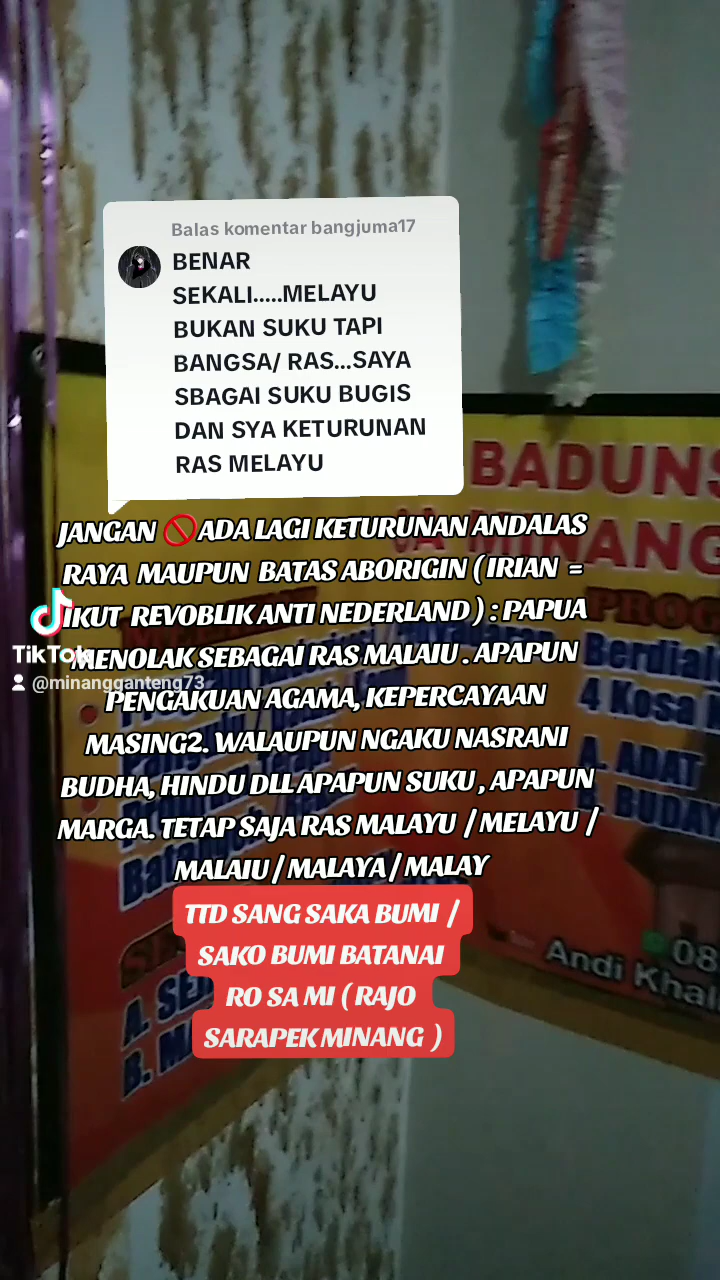 Balas komentar bangjuma17
BENAR
SEKALI.....MELAYU
BUKAN SUKU TAPI
BANGSA/ RAS...SAYA
SBAGAI SUKU BUGIS
DAN SYA KETURUNAN
RAS MELAYU
JANGAN 🚫 ADA LAGI KETURUNAN ANDALAS
RAYA MAUPUN BATAS ABORIGIN ( IRIAN =
IKUT REVOBLIK ANTI NEDERLAND ) : PAPUA
MENOLAK SEBAGAI RAS MALAIU . APAPUN
PENGAKUAN AGAMA, KEPERCAYAAN
MASING2. WALAUPUN NGAKU NASRANI
BUDHA, HINDU DLL APAPUN SUKU , APAPUN
MARGA. TETAP SAJA RAS MALAYU / MELAYU /
MALAIU / MALAYA / MALAY
TTD SANG SAKA BUMI /
SAKO BUMI BATANAI
RO SA MI ( RAJO
SARAPEK MINANG )
TikTok
@minangganteng73
BADUNS
MINANG
PROG
Berdial
4 Kosa K
A. ADAT
BUDAY
Andi Khal
08
A. SE
B. M